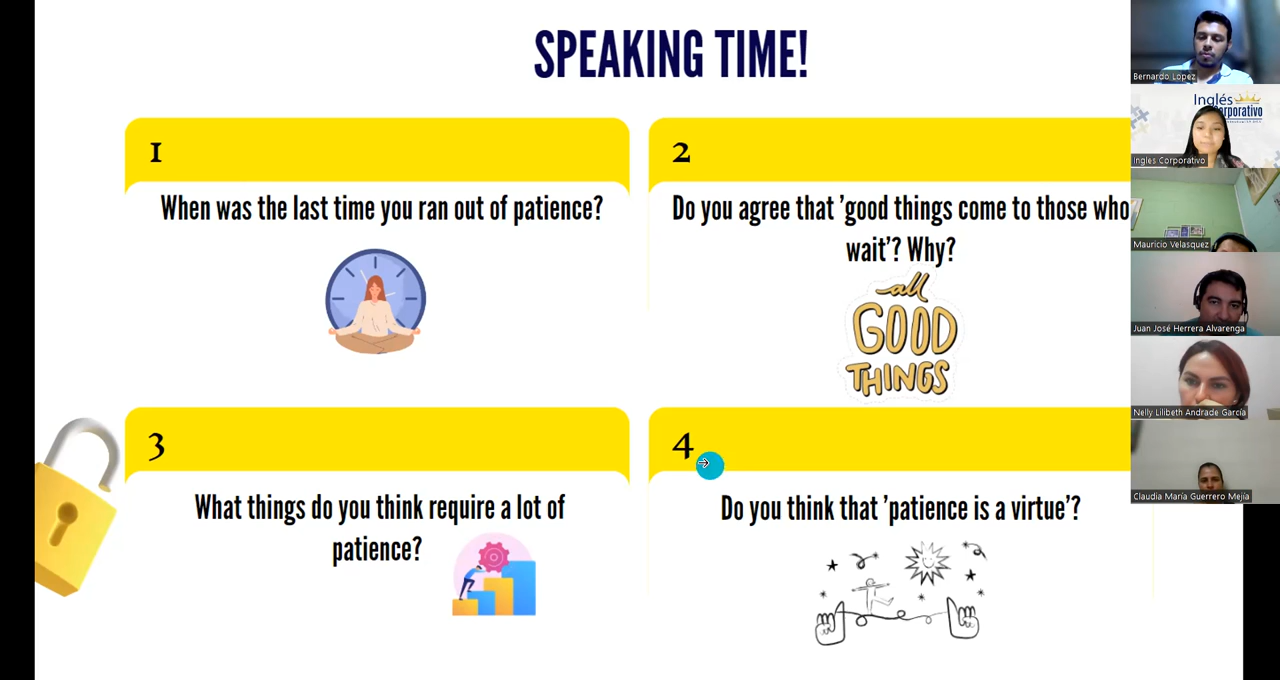 SPEAKING TIME!
1
When was the last time you ran out of patience?
2
Do you agree that 'good things come to those who
wait'? Why?
all
GOOD
THINGS
3
What things do you think require a lot of
patience?
4
Do you think that 'patience is a virtue'?
Bernardo Lopez
Inglés
Corporativo
Ingles Corporativo
Mauricio Velasquez
Juan José Herrera Alvarenga
Nelly Lilibeth Andrade García
Claudia María Guerrero Mejía